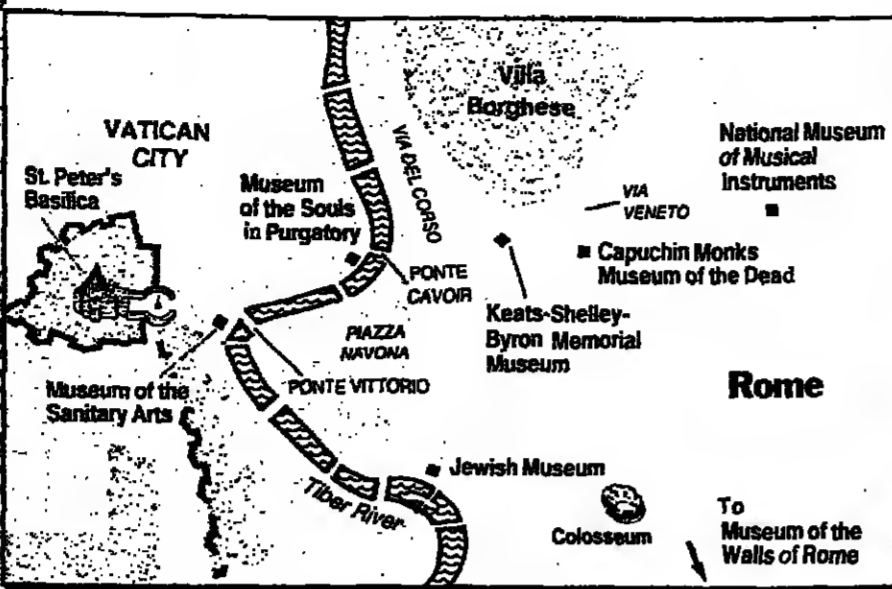 Villa
Borghese
VATICAN
CITY
National Museum
of Musical
Instruments
St. Peter's
Basilica
Museum
of the Souls
in Purgatory
VIA DEL CORSO
VIA
VENETO
Capuchin Monks
Museum of the Dead
PONTE
CAVOIR
Keats-Shelley-
Byron Memorial
Museum
PIAZZA
NAVONA
Rome
Museum of the
Sanitary Arts
PONTE VITTORIO
Jewish Museum
Tiber River
Colosseum
To
Museum of the
Walls of Rome